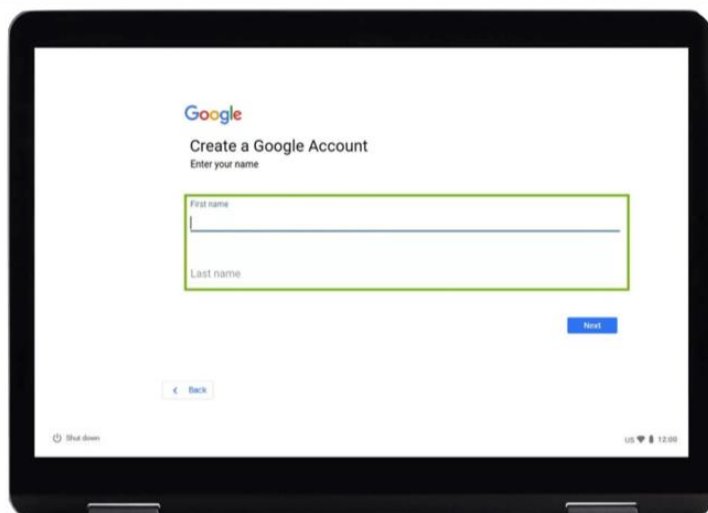 Google
Create a Google Account
Enter your name
First name
Last name
Next
Back
Shut down
US 12:00